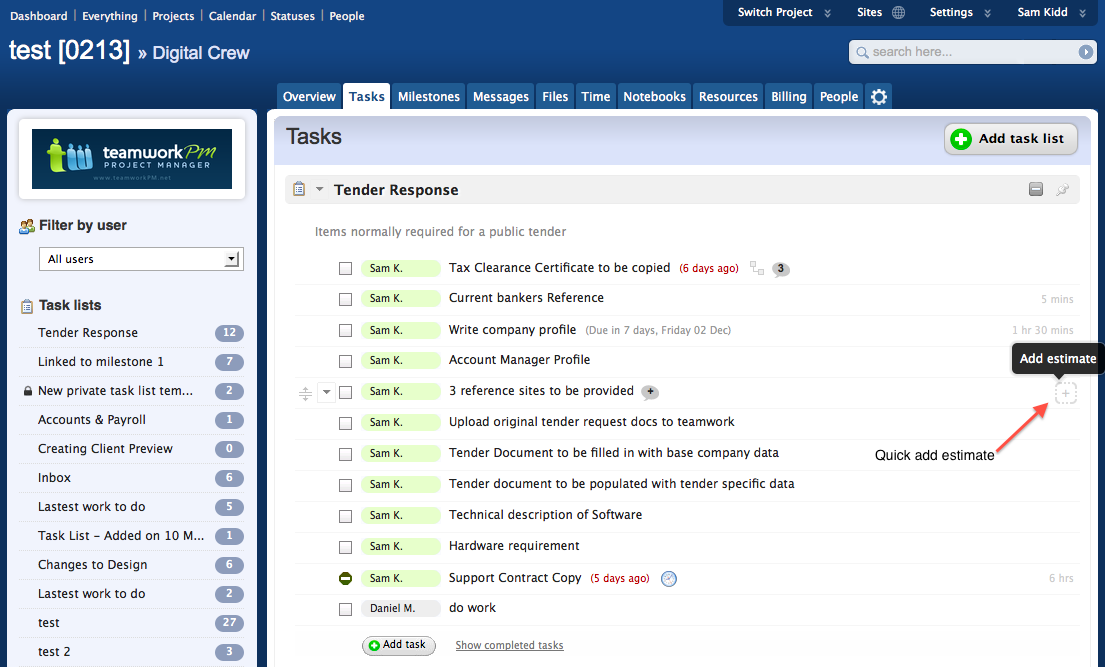 Dashboard Everything Projects Calendar Statuses People
Switch Project Sites Settings Sam Kidd
test [0213] » Digital Crew
search here...
Overview Tasks Milestones Messages Files Time Notebooks Resources Billing People
teamworkPM
PROJECT MANAGER
www.teamworkPM.net
Filter by user
All users
Task lists
Tender Response 12
Linked to milestone 1 7
New private task list tem... 2
Accounts & Payroll 1
Creating Client Preview 0
Inbox 6
Lastest work to do 5
Task List - Added on 10 M... 1
Changes to Design 6
Lastest work to do 2
test 27
test 2 3
Tasks
Add task list
Tender Response
Items normally required for a public tender
Sam K. Tax Clearance Certificate to be copied (6 days ago) 3
Sam K. Current bankers Reference 5 mins
Sam K. Write company profile (Due in 7 days, Friday 02 Dec) 1 hr 30 mins
Sam K. Account Manager Profile
Add estimate
Sam K. 3 reference sites to be provided + +
Sam K. Upload original tender request docs to teamwork
Sam K. Tender Document to be filled in with base company data
Quick add estimate
Sam K. Tender document to be populated with tender specific data
Sam K. Technical description of Software
Sam K. Hardware requirement
Sam K. Support Contract Copy (5 days ago) 6 hrs
Daniel M. do work
Add task Show completed tasks